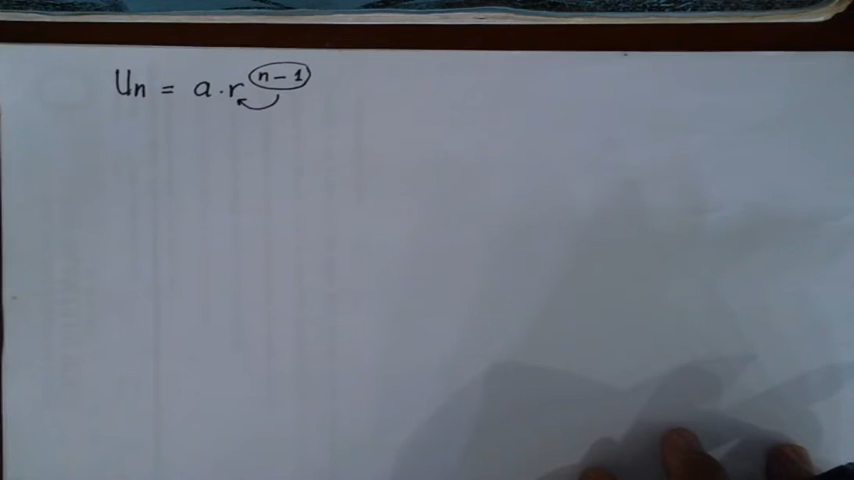 Un = a . r^(n-1)